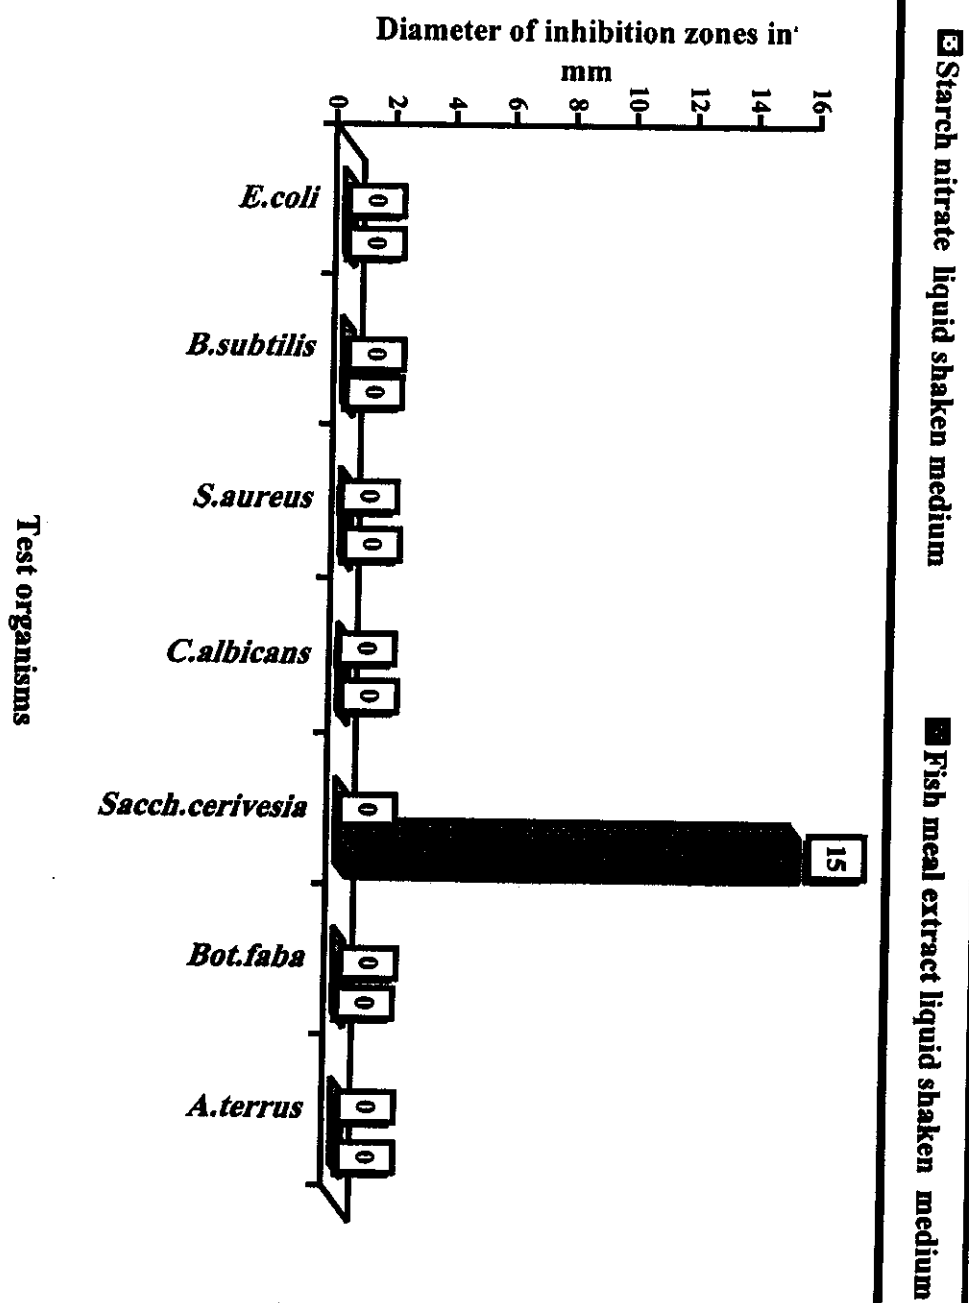 Starch nitrate liquid shaken medium
Fish meal extract liquid shaken medium
Diameter of inhibition zones in
mm
16
14
12
10
8
6
4
2
0
0 0
0 0
0 0
0 0
0 15
0 0
0 0
E.coli
B.subtilis
S.aureus
C.albicans
Sacch.cerivesia
Bot.faba
A.terrus
Test organisms